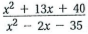 x² + 13x + 40
x² − 2x − 35